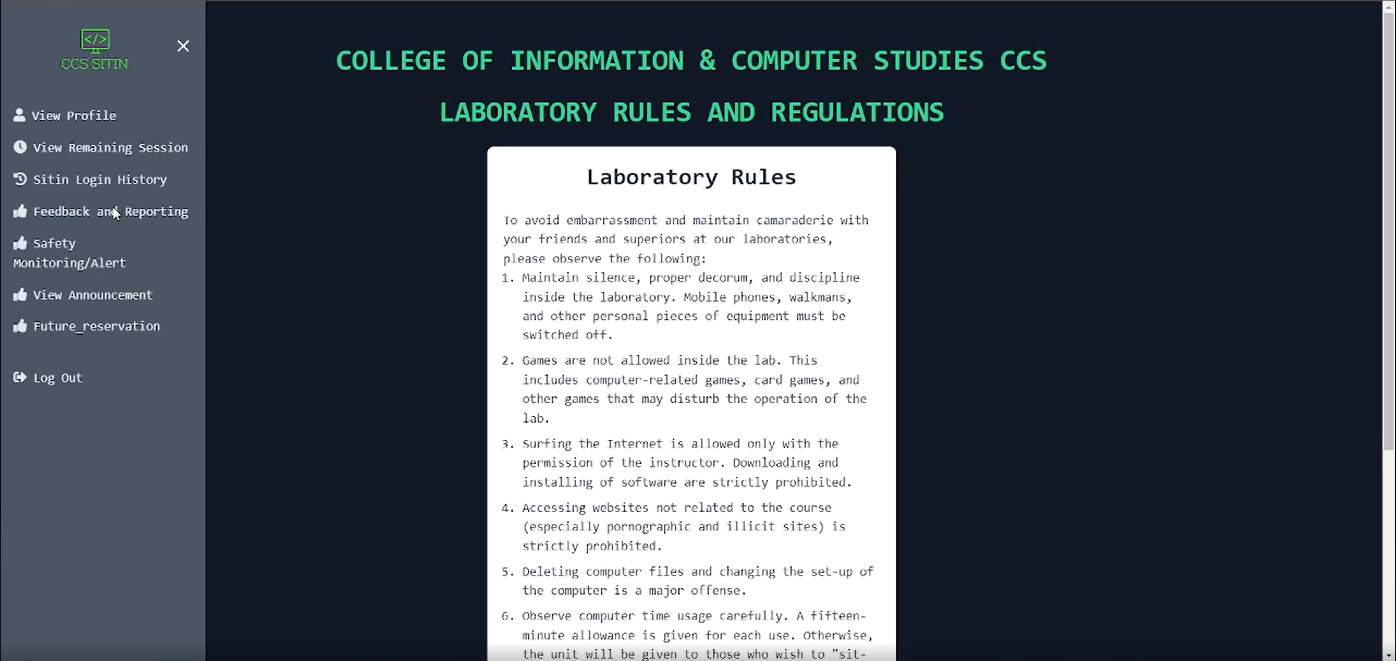 </>
CCS SITIN
View Profile
View Remaining Session
Sitin Login History
Feedback and Reporting
Safety
Monitoring/Alert
View Announcement
Future_reservation
Log Out
COLLEGE OF INFORMATION & COMPUTER STUDIES CCS
LABORATORY RULES AND REGULATIONS
Laboratory Rules
To avoid embarrassment and maintain camaraderie with
your friends and superiors at our laboratories,
please observe the following:
1. Maintain silence, proper decorum, and discipline
inside the laboratory. Mobile phones, walkmans,
and other personal pieces of equipment must be
switched off.
2. Games are not allowed inside the lab. This
includes computer-related games, card games, and
other games that may disturb the operation of the
lab.
3. Surfing the Internet is allowed only with the
permission of the instructor. Downloading and
installing of software are strictly prohibited.
4. Accessing websites not related to the course
(especially pornographic and illicit sites) is
strictly prohibited.
5. Deleting computer files and changing the set-up of
the computer is a major offense.
6. Observe computer time usage carefully. A fifteen-
minute allowance is given for each use. Otherwise,
the unit will be given to those who wish to "sit-